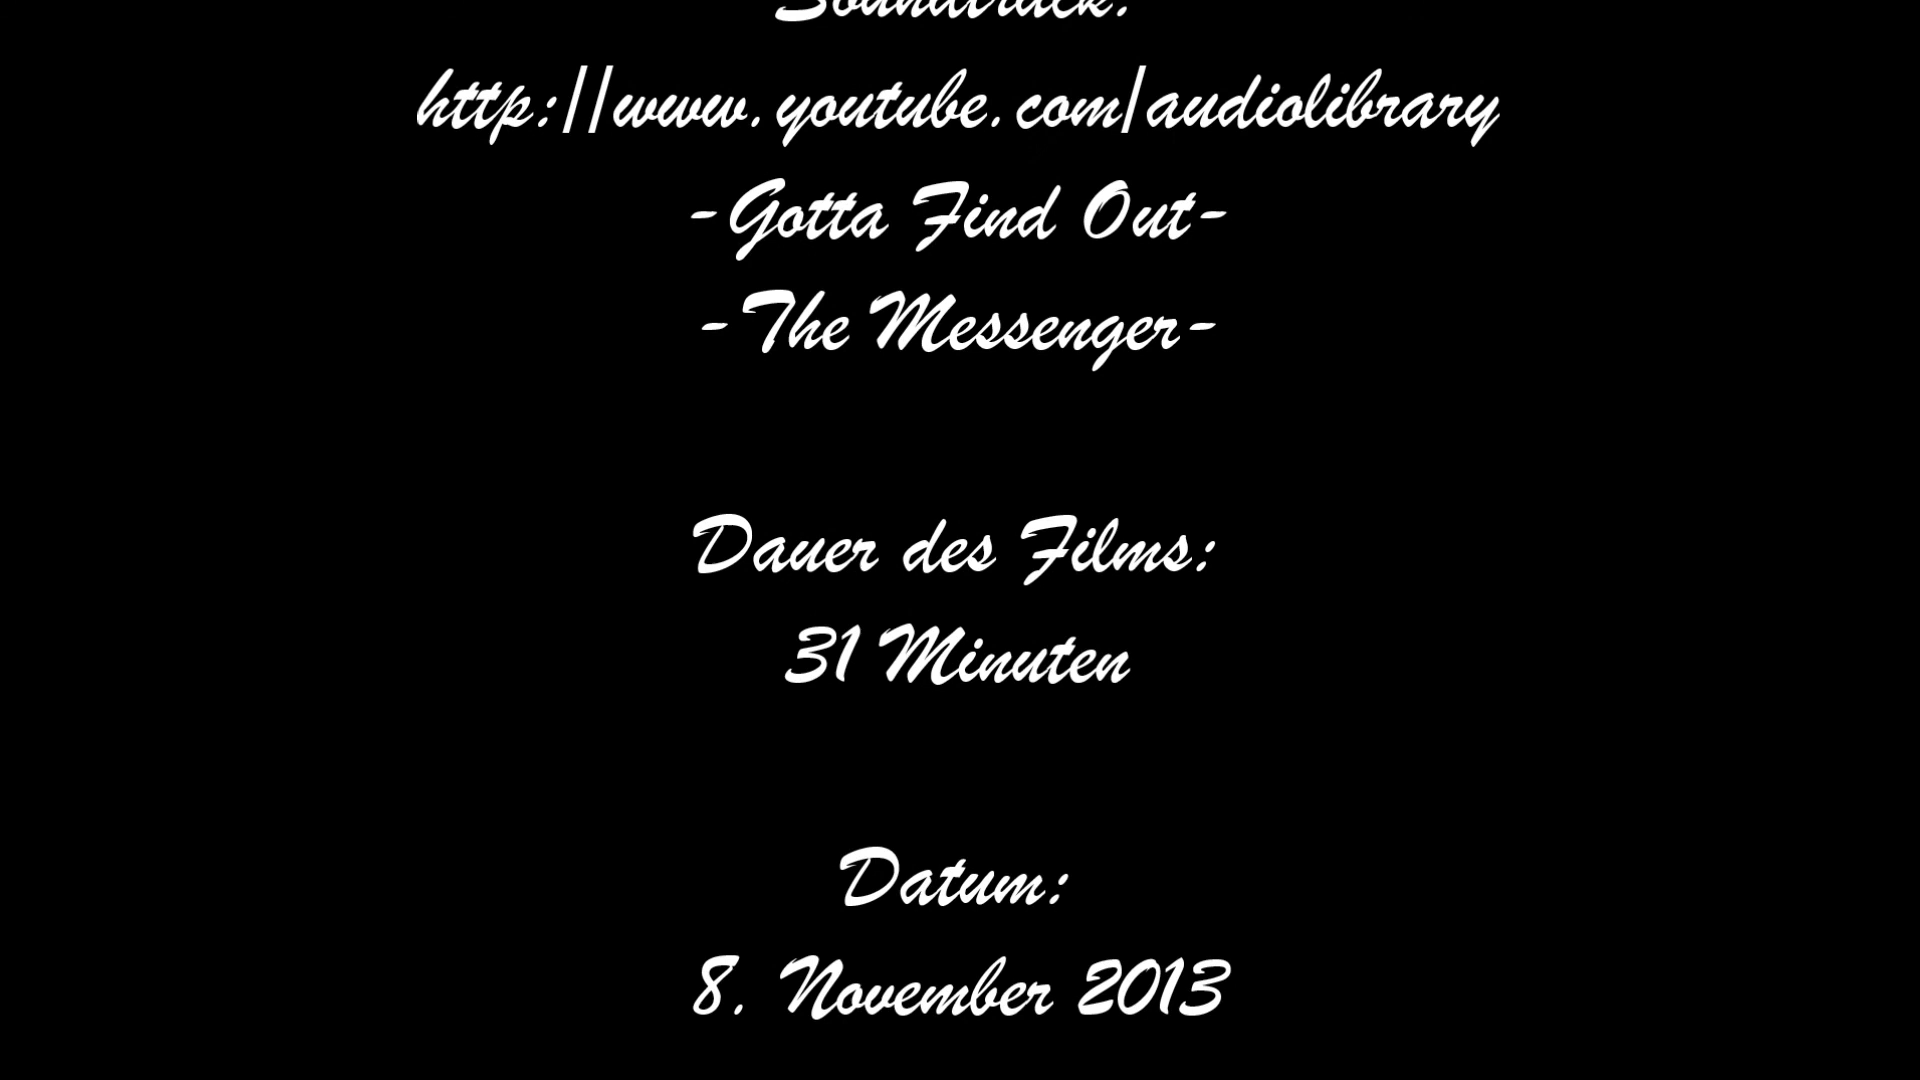 Soundtrack:
http://www.youtube.com/audiolibrary
-Gotta Find Out-
-The Messenger-
Dauer des Films:
31 Minuten
Datum:
8. November 2013